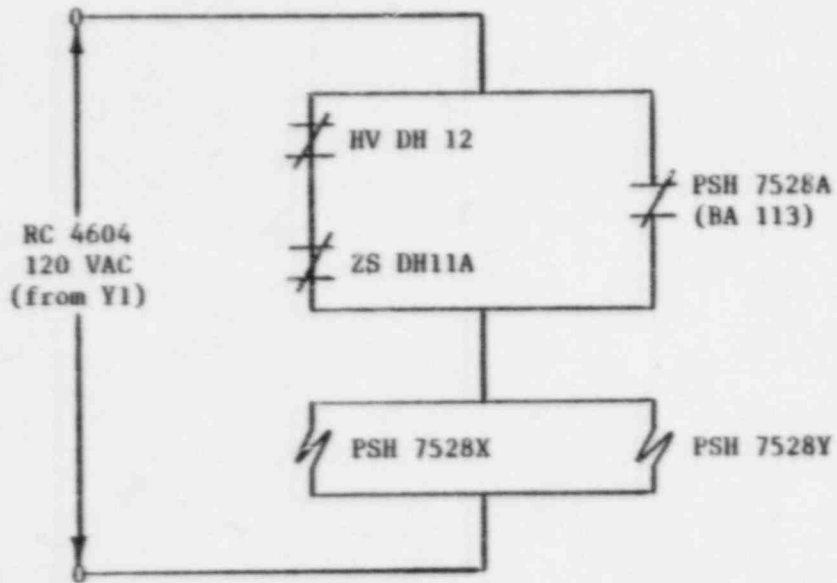 HV DH 12
PSH 7528A
(BA 113)
RC 4604
120 VAC
(from Y1)
ZS DH11A
PSH 7528X
PSH 7528Y